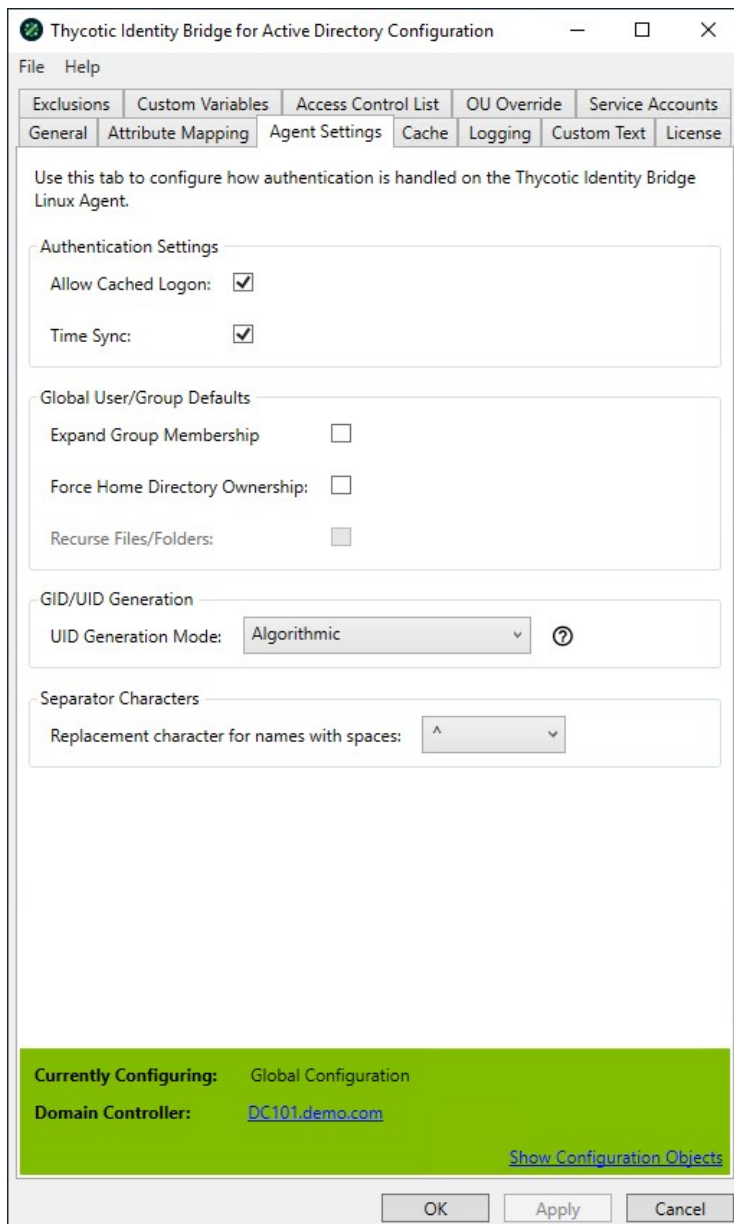 Thycotic Identity Bridge for Active Directory Configuration
File Help
Exclusions Custom Variables Access Control List OU Override Service Accounts
General Attribute Mapping Agent Settings Cache Logging Custom Text License
Use this tab to configure how authentication is handled on the Thycotic Identity Bridge
Linux Agent.
Authentication Settings
Allow Cached Logon:
Time Sync:
Global User/Group Defaults
Expand Group Membership
Force Home Directory Ownership:
Recurse Files/Folders:
GID/UID Generation
UID Generation Mode: Algorithmic
Separator Characters
Replacement character for names with spaces: ^
Currently Configuring: Global Configuration
Domain Controller: DC101.demo.com
Show Configuration Objects
OK Apply Cancel